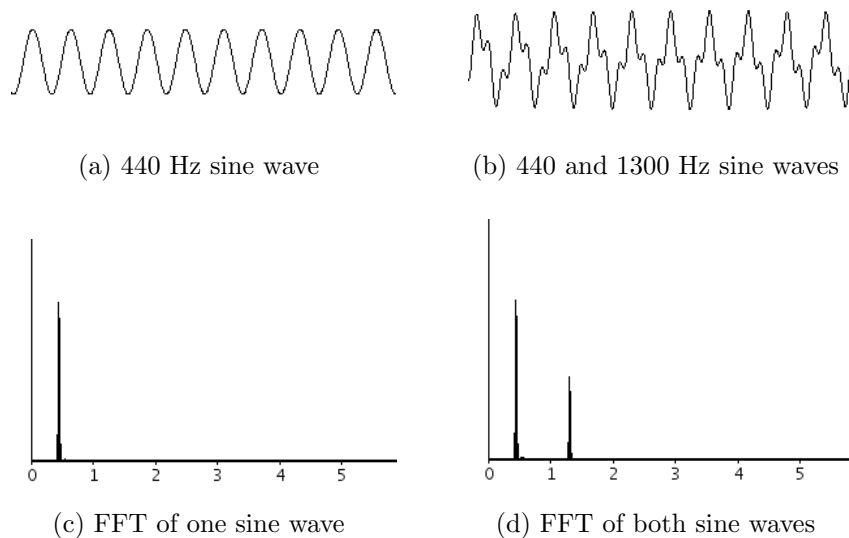 (a) 440 Hz sine wave
(b) 440 and 1300 Hz sine waves
0 1 2 3 4 5
0 1 2 3 4 5
(c) FFT of one sine wave
(d) FFT of both sine waves